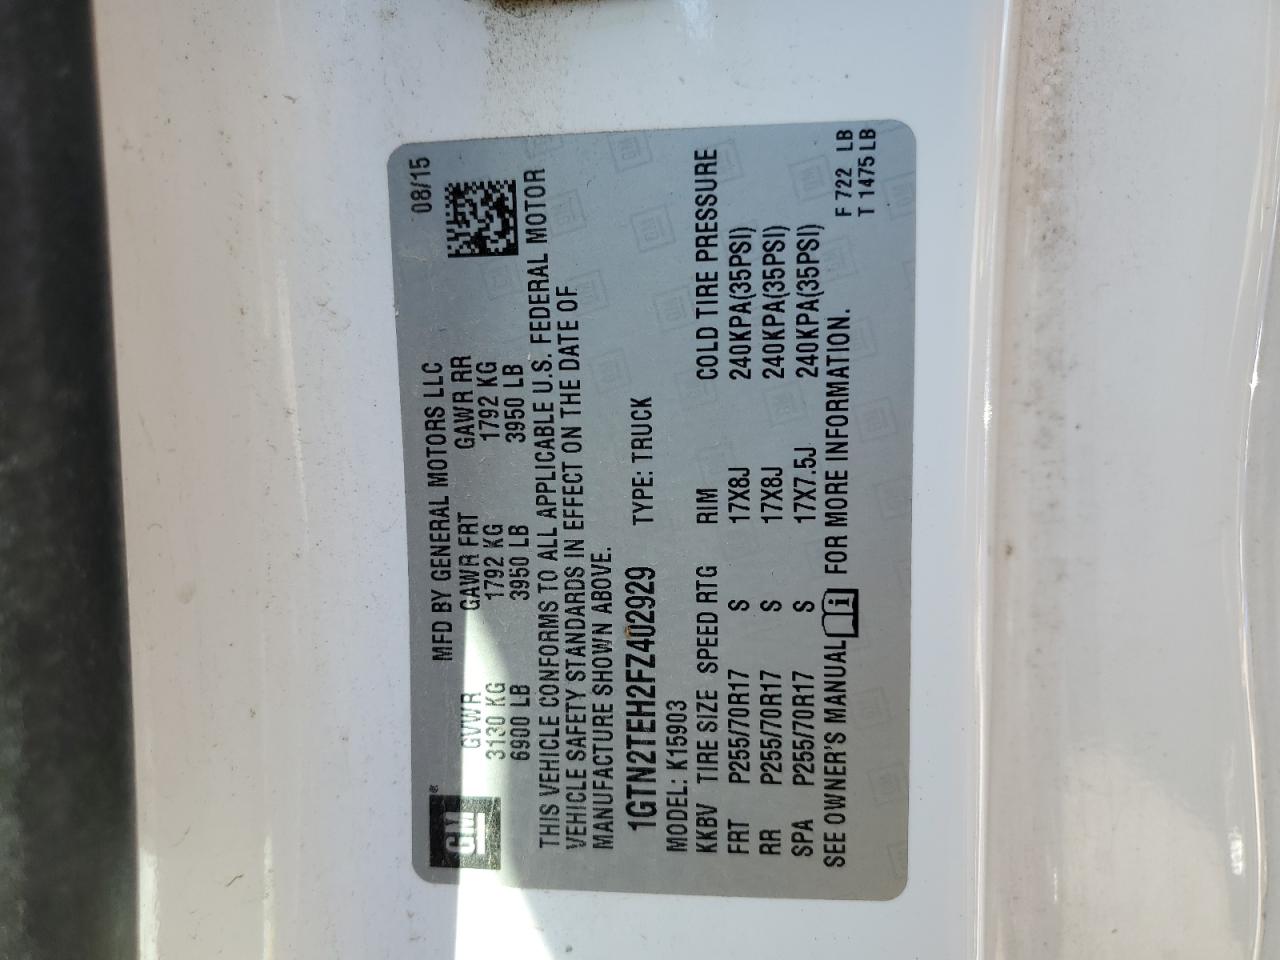 GM®
MFD BY GENERAL MOTORS LLC 08/15
GVWR GAWR FRT GAWR RR
3130 KG 1792 KG 1792 KG
6900 LB 3950 LB 3950 LB
THIS VEHICLE CONFORMS TO ALL APPLICABLE U.S. FEDERAL MOTOR
VEHICLE SAFETY STANDARDS IN EFFECT ON THE DATE OF
MANUFACTURE SHOWN ABOVE.
1GTN2TEH2FZ402929 TYPE: TRUCK
MODEL: K15903
KKBV TIRE SIZE SPEED RTG RIM COLD TIRE PRESSURE
FRT P255/70R17 S 17X8J 240KPA(35PSI)
RR P255/70R17 S 17X8J 240KPA(35PSI)
SPA P255/70R17 S 17X7.5J 240KPA(35PSI)
SEE OWNER'S MANUAL FOR MORE INFORMATION.
F 722 LB
T 1475 LB